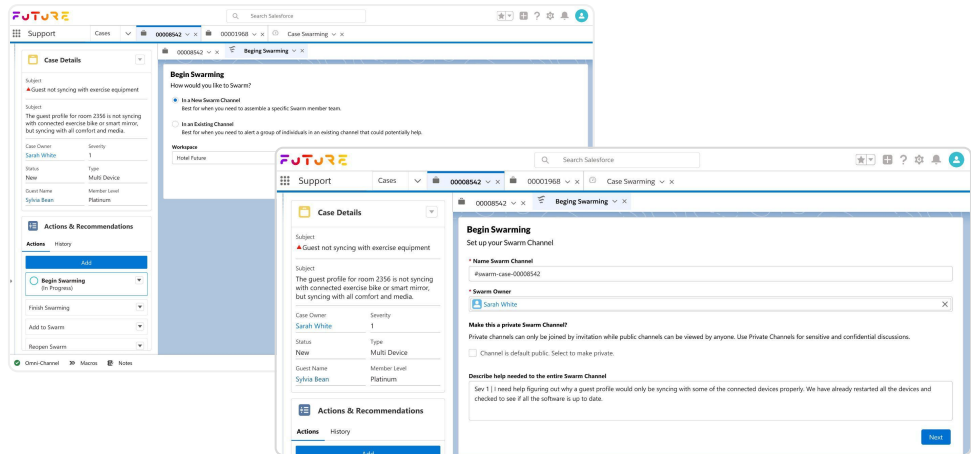 FUTURE
Search Salesforce
Support
Cases
00008542
00001968
Case Swarming
Case Details
Subject
Guest not syncing with exercise equipment
Subject
The guest profile for room 2356 is not syncing
with connected exercise bike or smart mirror,
but syncing with all comfort and media.
Case Owner
Severity
Sarah White
1
Status
Type
New
Multi Device
Guest Name
Member Level
Sylvia Bean
Platinum
Actions & Recommendations
Actions
History
Add
Begin Swarming
(In Progress)
Finish Swarming
Add to Swarm
Reopen Swarm
Omni-Channel
Macros
Notes
00008542
Beging Swarming
Begin Swarming
How would you like to Swarm?
In a New Swarm Channel
Best for when you need to assemble a specific Swarm member team.
In an Existing Channel
Best for when you need to alert a group of individuals in an existing channel that could potentially help.
Workspace
Hotel Future
FUTURE
Search Salesforce
Support
Cases
00008542
00001968
Case Swarming
Case Details
Subject
Guest not syncing with exercise equipment
Subject
The guest profile for room 2356 is not syncing
with connected exercise bike or smart mirror,
but syncing with all comfort and media.
Case Owner
Severity
Sarah White
1
Status
Type
New
Multi Device
Guest Name
Member Level
Sylvia Bean
Platinum
Actions & Recommendations
Actions
History
Add
00008542
Beging Swarming
Begin Swarming
Set up your Swarm Channel
* Name Swarm Channel
#swarm-case-00008542
* Swarm Owner
Sarah White
Make this a private Swarm Channel?
Private channels can only be joined by invitation while public channels can be viewed by anyone. Use Private Channels for sensitive and confidential discussions.
Channel is default public. Select to make private.
Describe help needed to the entire Swarm Channel
Sev 1 | I need help figuring out why a guest profile would only be syncing with some of the connected devices properly. We have already restarted all the devices and
checked to see if all the software is up to date.
Next